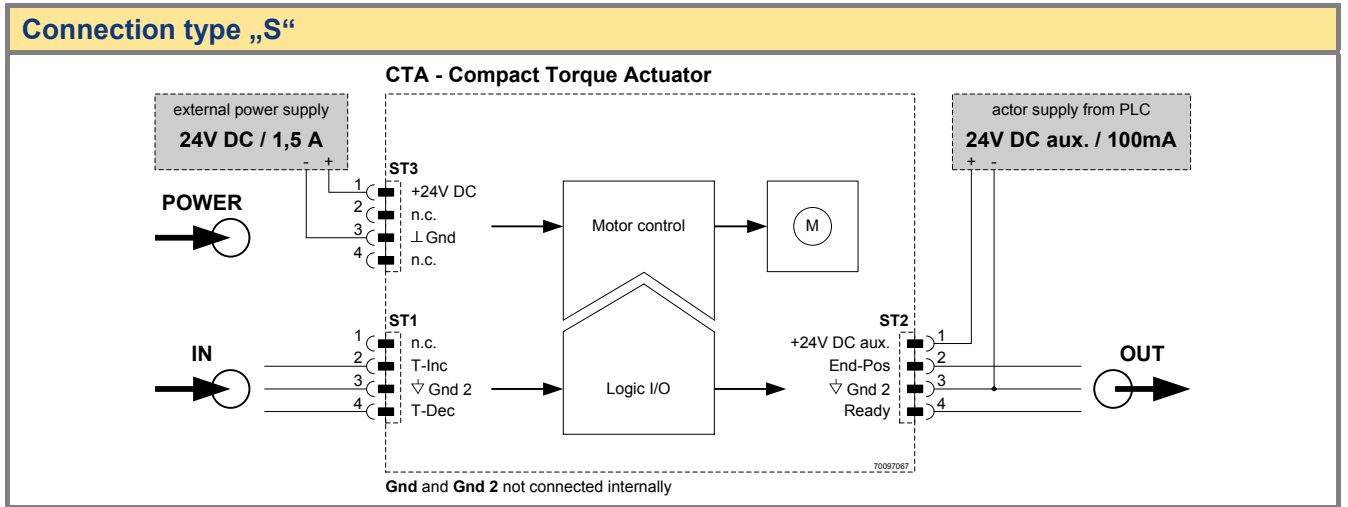 Connection type „S“
CTA - Compact Torque Actuator
external power supply
24V DC / 1,5 A
- +
actor supply from PLC
24V DC aux. / 100mA
+ -
POWER
ST3
1 +24V DC
2 n.c.
3 ⊥ Gnd
4 n.c.
Motor control
M
IN
ST1
1 n.c.
2 T-Inc
3 Gnd 2
4 T-Dec
Logic I/O
ST2
+24V DC aux. 1
End-Pos 2
Gnd 2 3
Ready 4
OUT
70097067
Gnd and Gnd 2 not connected internally